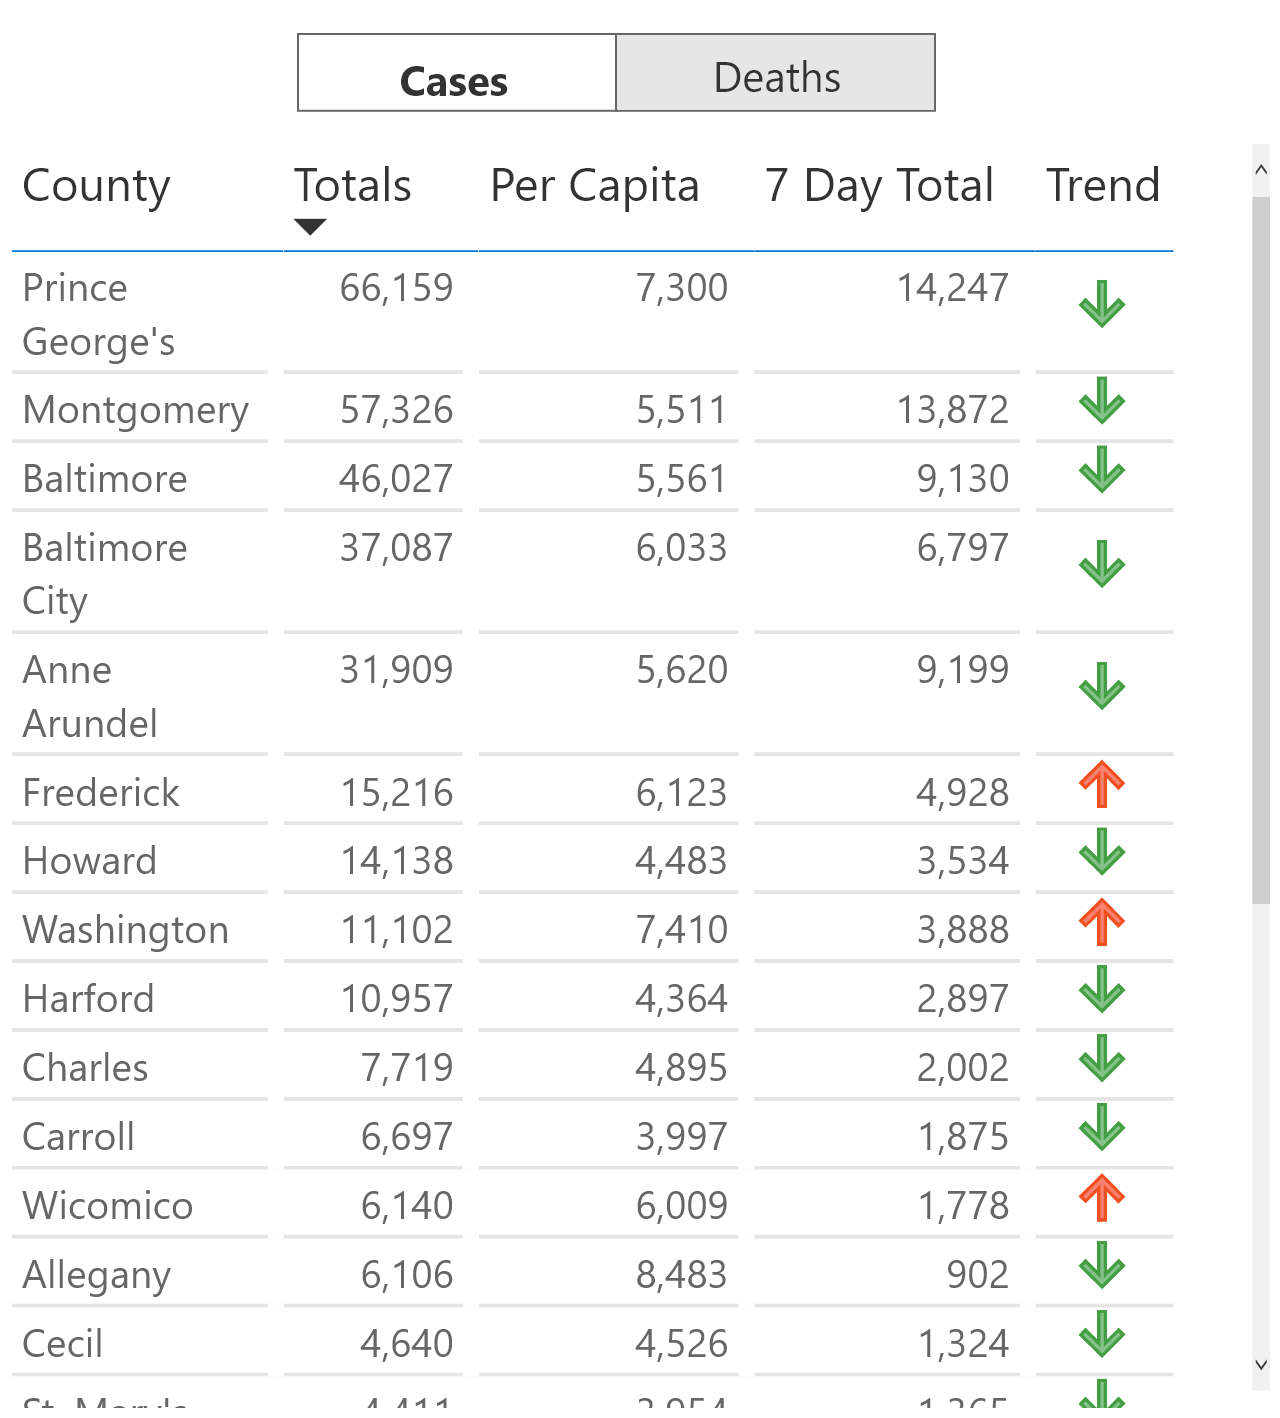 Cases Deaths
County Totals Per Capita 7 Day Total Trend
Prince 66,159 7,300 14,247
George's
Montgomery 57,326 5,511 13,872
Baltimore 46,027 5,561 9,130
Baltimore 37,087 6,033 6,797
City
Anne 31,909 5,620 9,199
Arundel
Frederick 15,216 6,123 4,928
Howard 14,138 4,483 3,534
Washington 11,102 7,410 3,888
Harford 10,957 4,364 2,897
Charles 7,719 4,895 2,002
Carroll 6,697 3,997 1,875
Wicomico 6,140 6,009 1,778
Allegany 6,106 8,483 902
Cecil 4,640 4,526 1,324
St. Mary's